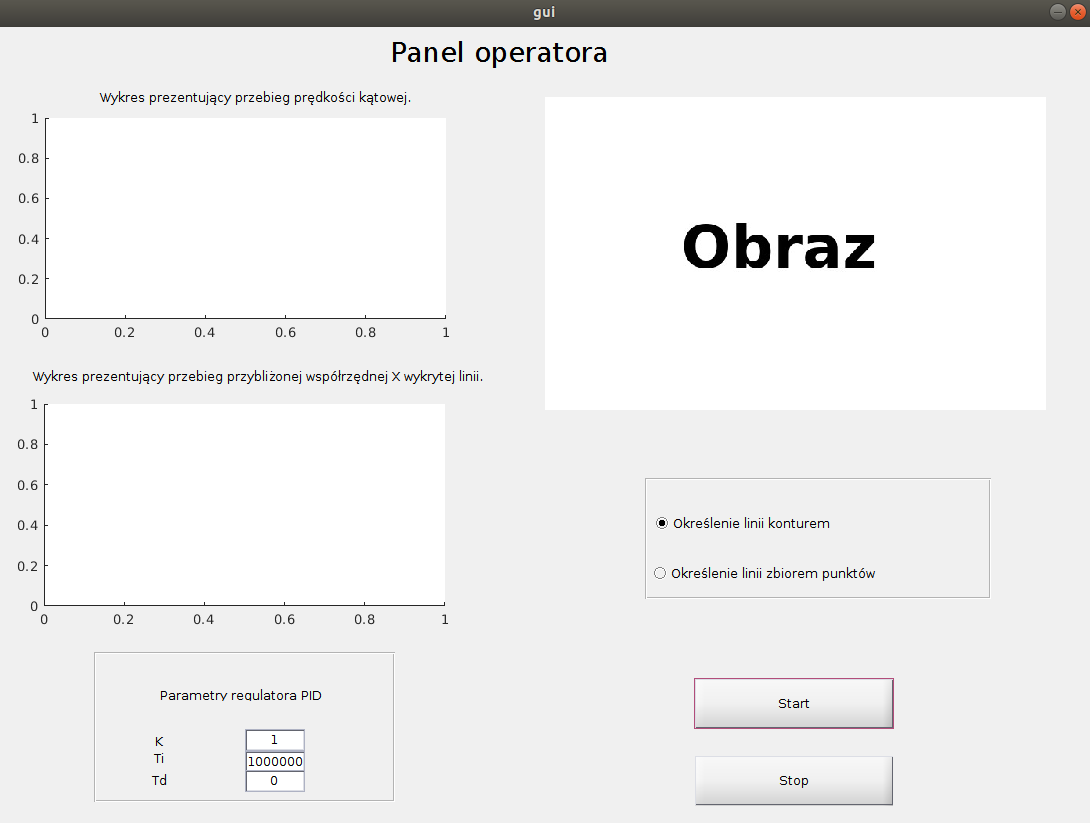 gui
Panel operatora
Wykres prezentujący przebieg prędkości kątowej.
1
0.8
0.6
0.4
0.2
0
0 0.2 0.4 0.6 0.8 1
Obraz
Wykres prezentujący przebieg przybliżonej współrzędnej X wykrytej linii.
1
0.8
0.6
0.4
0.2
0
0 0.2 0.4 0.6 0.8 1
Określenie linii konturem
Określenie linii zbiorem punktów
Parametry regulatora PID
K 1
Ti 1000000
Td 0
Start
Stop